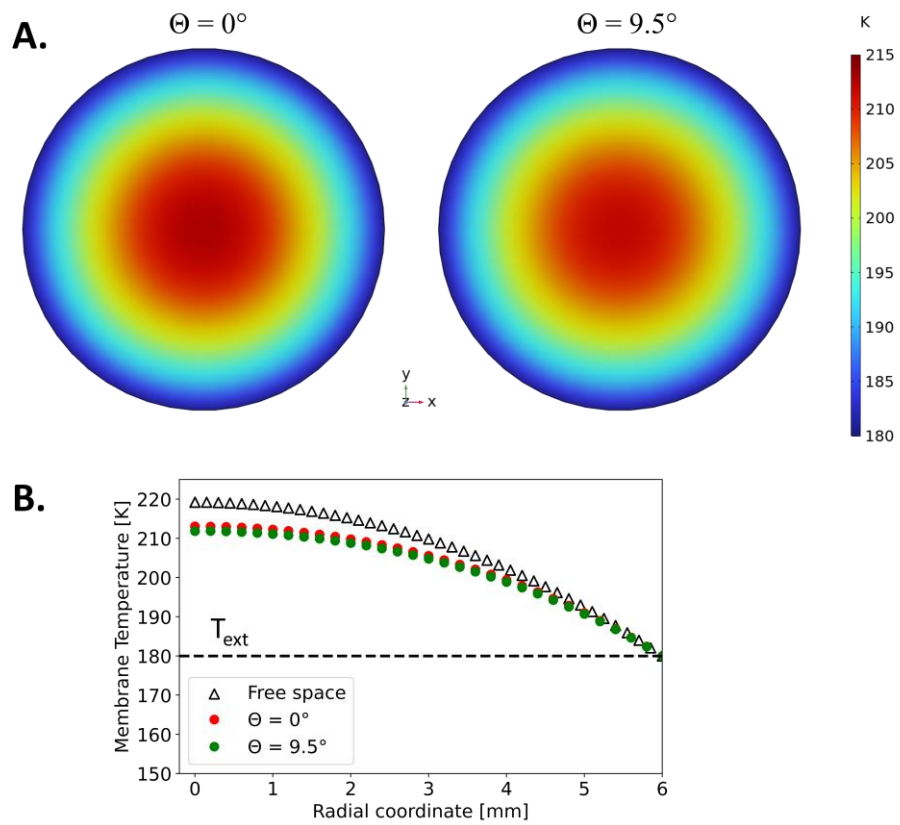 A.
Θ = 0°
Θ = 9.5°
K
215
210
205
200
195
190
185
180
y
z x
B.
Membrane Temperature [K]
220
210
200
190
180
170
160
150
T_ext
Free space
Θ = 0°
Θ = 9.5°
0 1 2 3 4 5 6
Radial coordinate [mm]